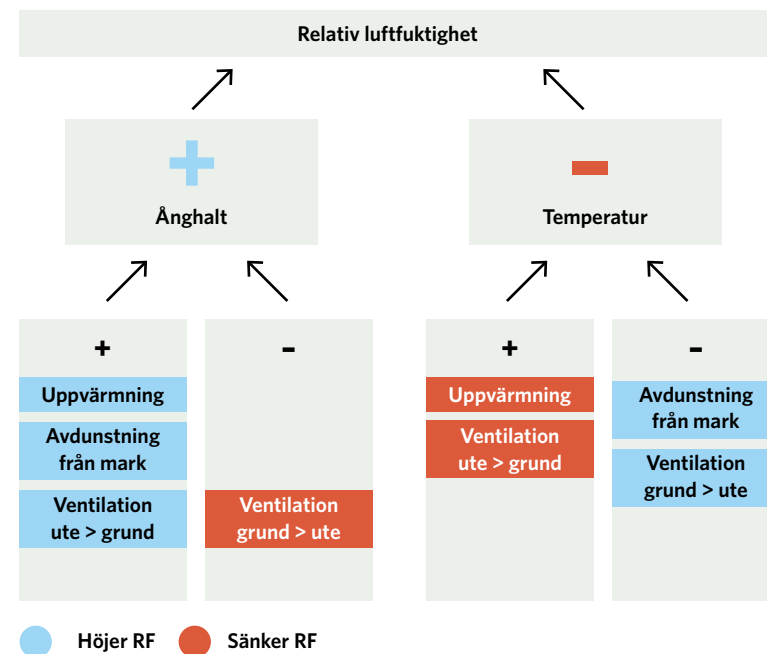 Relativ luftfuktighet
+
Ånghalt
-
Temperatur
+
Uppvärmning
Avdunstning
från mark
Ventilation
ute > grund
-
Ventilation
grund > ute
+
Uppvärmning
Ventilation
ute > grund
-
Avdunstning
från mark
Ventilation
grund > ute
Höjer RF
Sänker RF